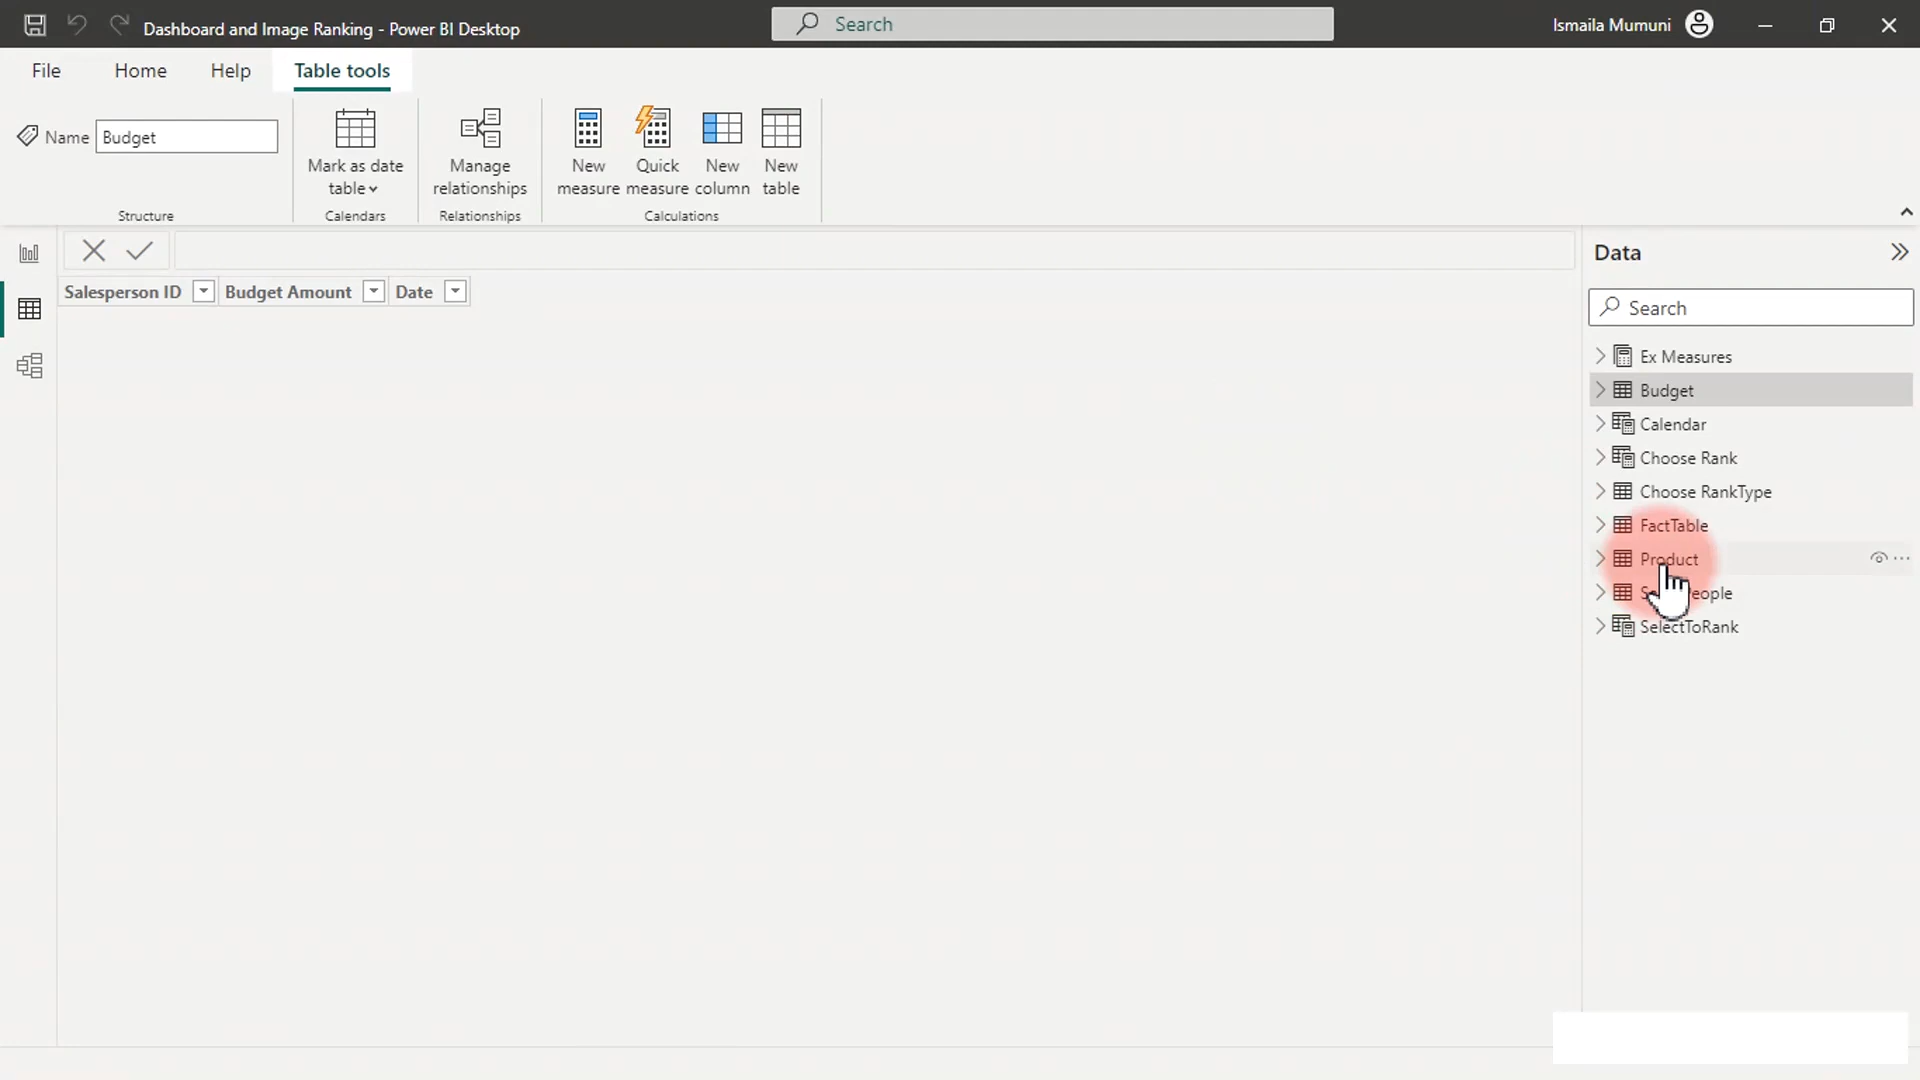 Dashboard and Image Ranking - Power BI Desktop
Search
Ismaila Mumuni
File Home Help Table tools
Name Budget
Structure
Mark as date
table
Calendars
Manage
relationships
Relationships
New
measure
Quick
measure
New
column
New
table
Calculations
Salesperson ID Budget Amount Date
Data
Search
Ex Measures
Budget
Calendar
Choose Rank
Choose RankType
FactTable
Product
eople
SelectToRank